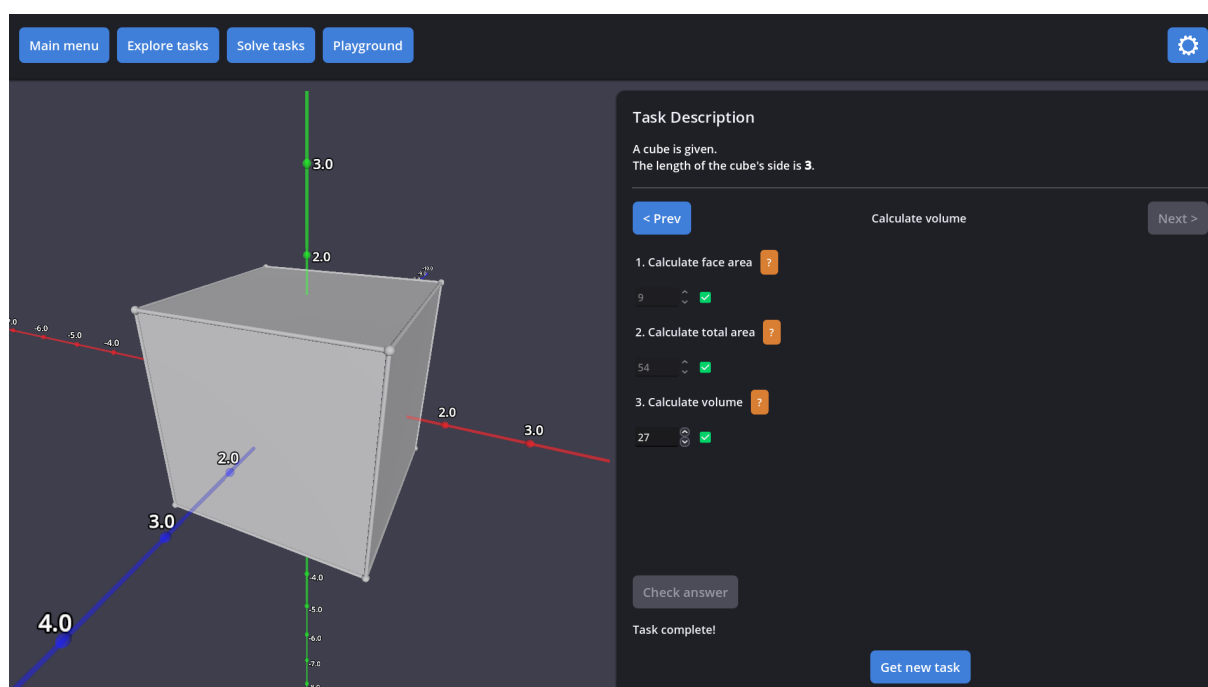 Main menu
Explore tasks
Solve tasks
Playground
Task Description
A cube is given.
The length of the cube's side is 3.
< Prev
Calculate volume
Next >
1. Calculate face area ?
9
2. Calculate total area ?
54
3. Calculate volume ?
27
Check answer
Task complete!
Get new task
3.0
2.0
-6.0
-5.0
-4.0
2.0
3.0
2.0
3.0
4.0
-4.0
-5.0
-6.0
-7.0